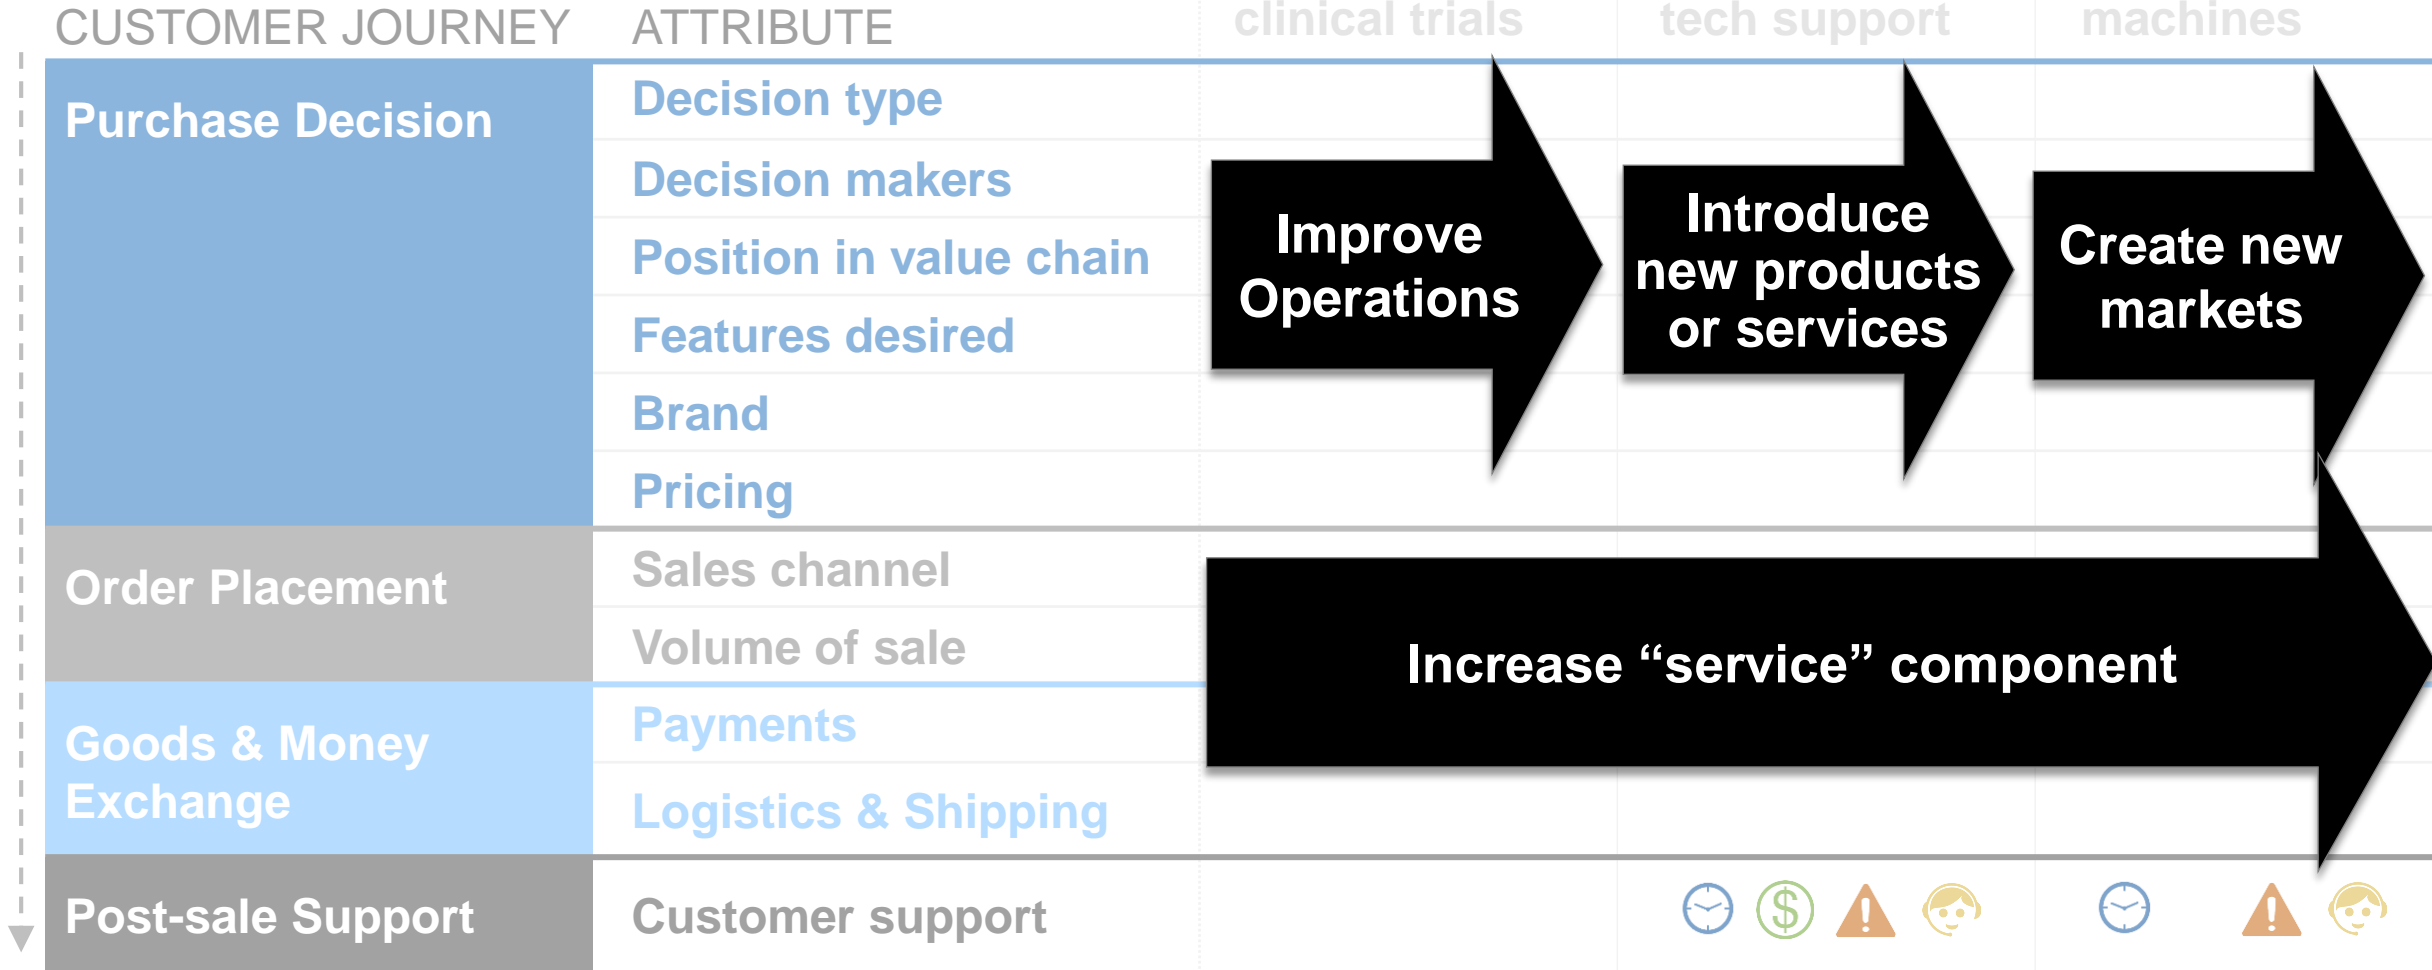 CUSTOMER JOURNEY
ATTRIBUTE
clinical trials
tech support
machines
Purchase Decision
Decision type
Decision makers
Position in value chain
Features desired
Brand
Pricing
Improve
Operations
Introduce
new products
or services
Create new
markets
Order Placement
Sales channel
Volume of sale
Increase “service” component
Goods & Money
Exchange
Payments
Logistics & Shipping
Post-sale Support
Customer support
$
!
!